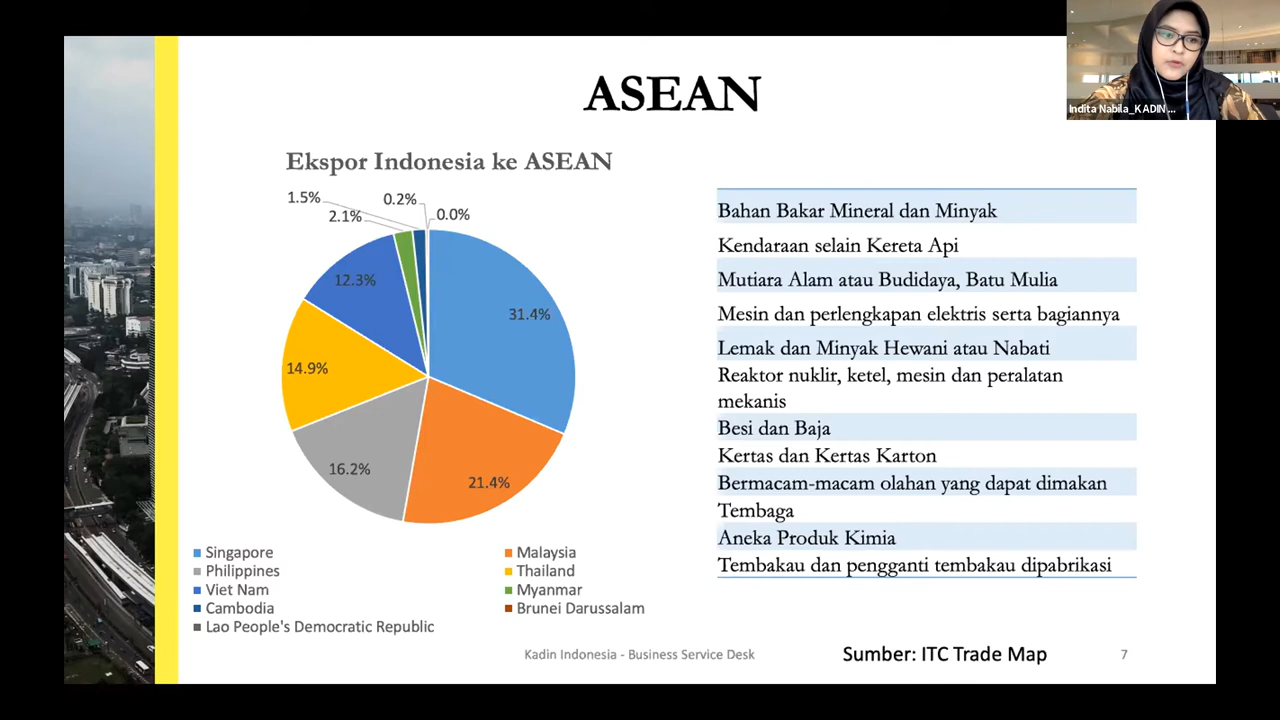 Indita Nabila_KADIN ...
ASEAN
Ekspor Indonesia ke ASEAN
1.5%
0.2%
2.1%
0.0%
12.3%
31.4%
14.9%
16.2%
21.4%
Singapore
Malaysia
Philippines
Thailand
Viet Nam
Myanmar
Cambodia
Brunei Darussalam
Lao People's Democratic Republic
Bahan Bakar Mineral dan Minyak
Kendaraan selain Kereta Api
Mutiara Alam atau Budidaya, Batu Mulia
Mesin dan perlengkapan elektris serta bagiannya
Lemak dan Minyak Hewani atau Nabati
Reaktor nuklir, ketel, mesin dan peralatan
mekanis
Besi dan Baja
Kertas dan Kertas Karton
Bermacam-macam olahan yang dapat dimakan
Tembaga
Aneka Produk Kimia
Tembakau dan pengganti tembakau dipabrikasi
Kadin Indonesia - Business Service Desk
Sumber: ITC Trade Map
7